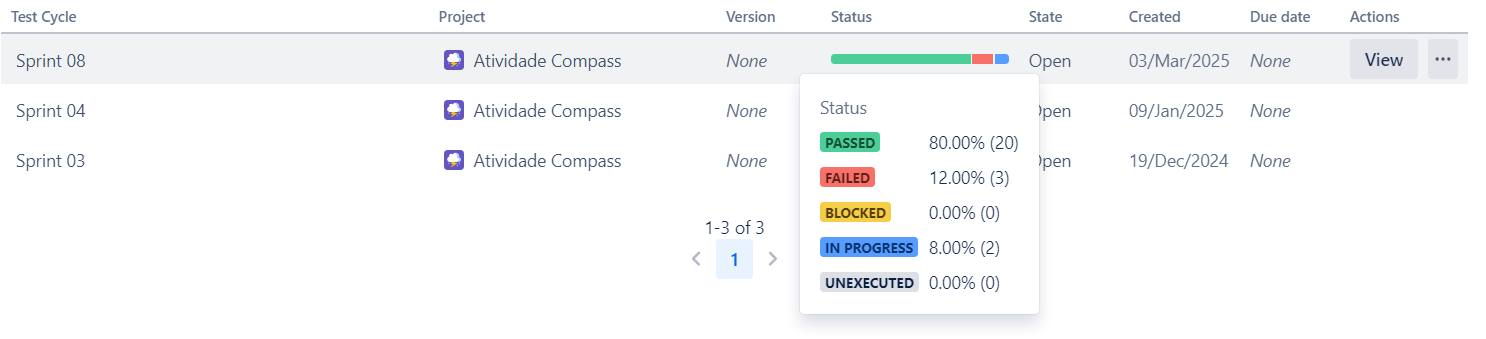 Test Cycle Project Version Status State Created Due date Actions
Sprint 08 Atividade Compass None Open 03/Mar/2025 None View ...
Sprint 04 Atividade Compass None Open 09/Jan/2025 None
Sprint 03 Atividade Compass None Open 19/Dec/2024 None
Status
PASSED 80.00% (20)
FAILED 12.00% (3)
BLOCKED 0.00% (0)
IN PROGRESS 8.00% (2)
UNEXECUTED 0.00% (0)
1-3 of 3
< 1 >